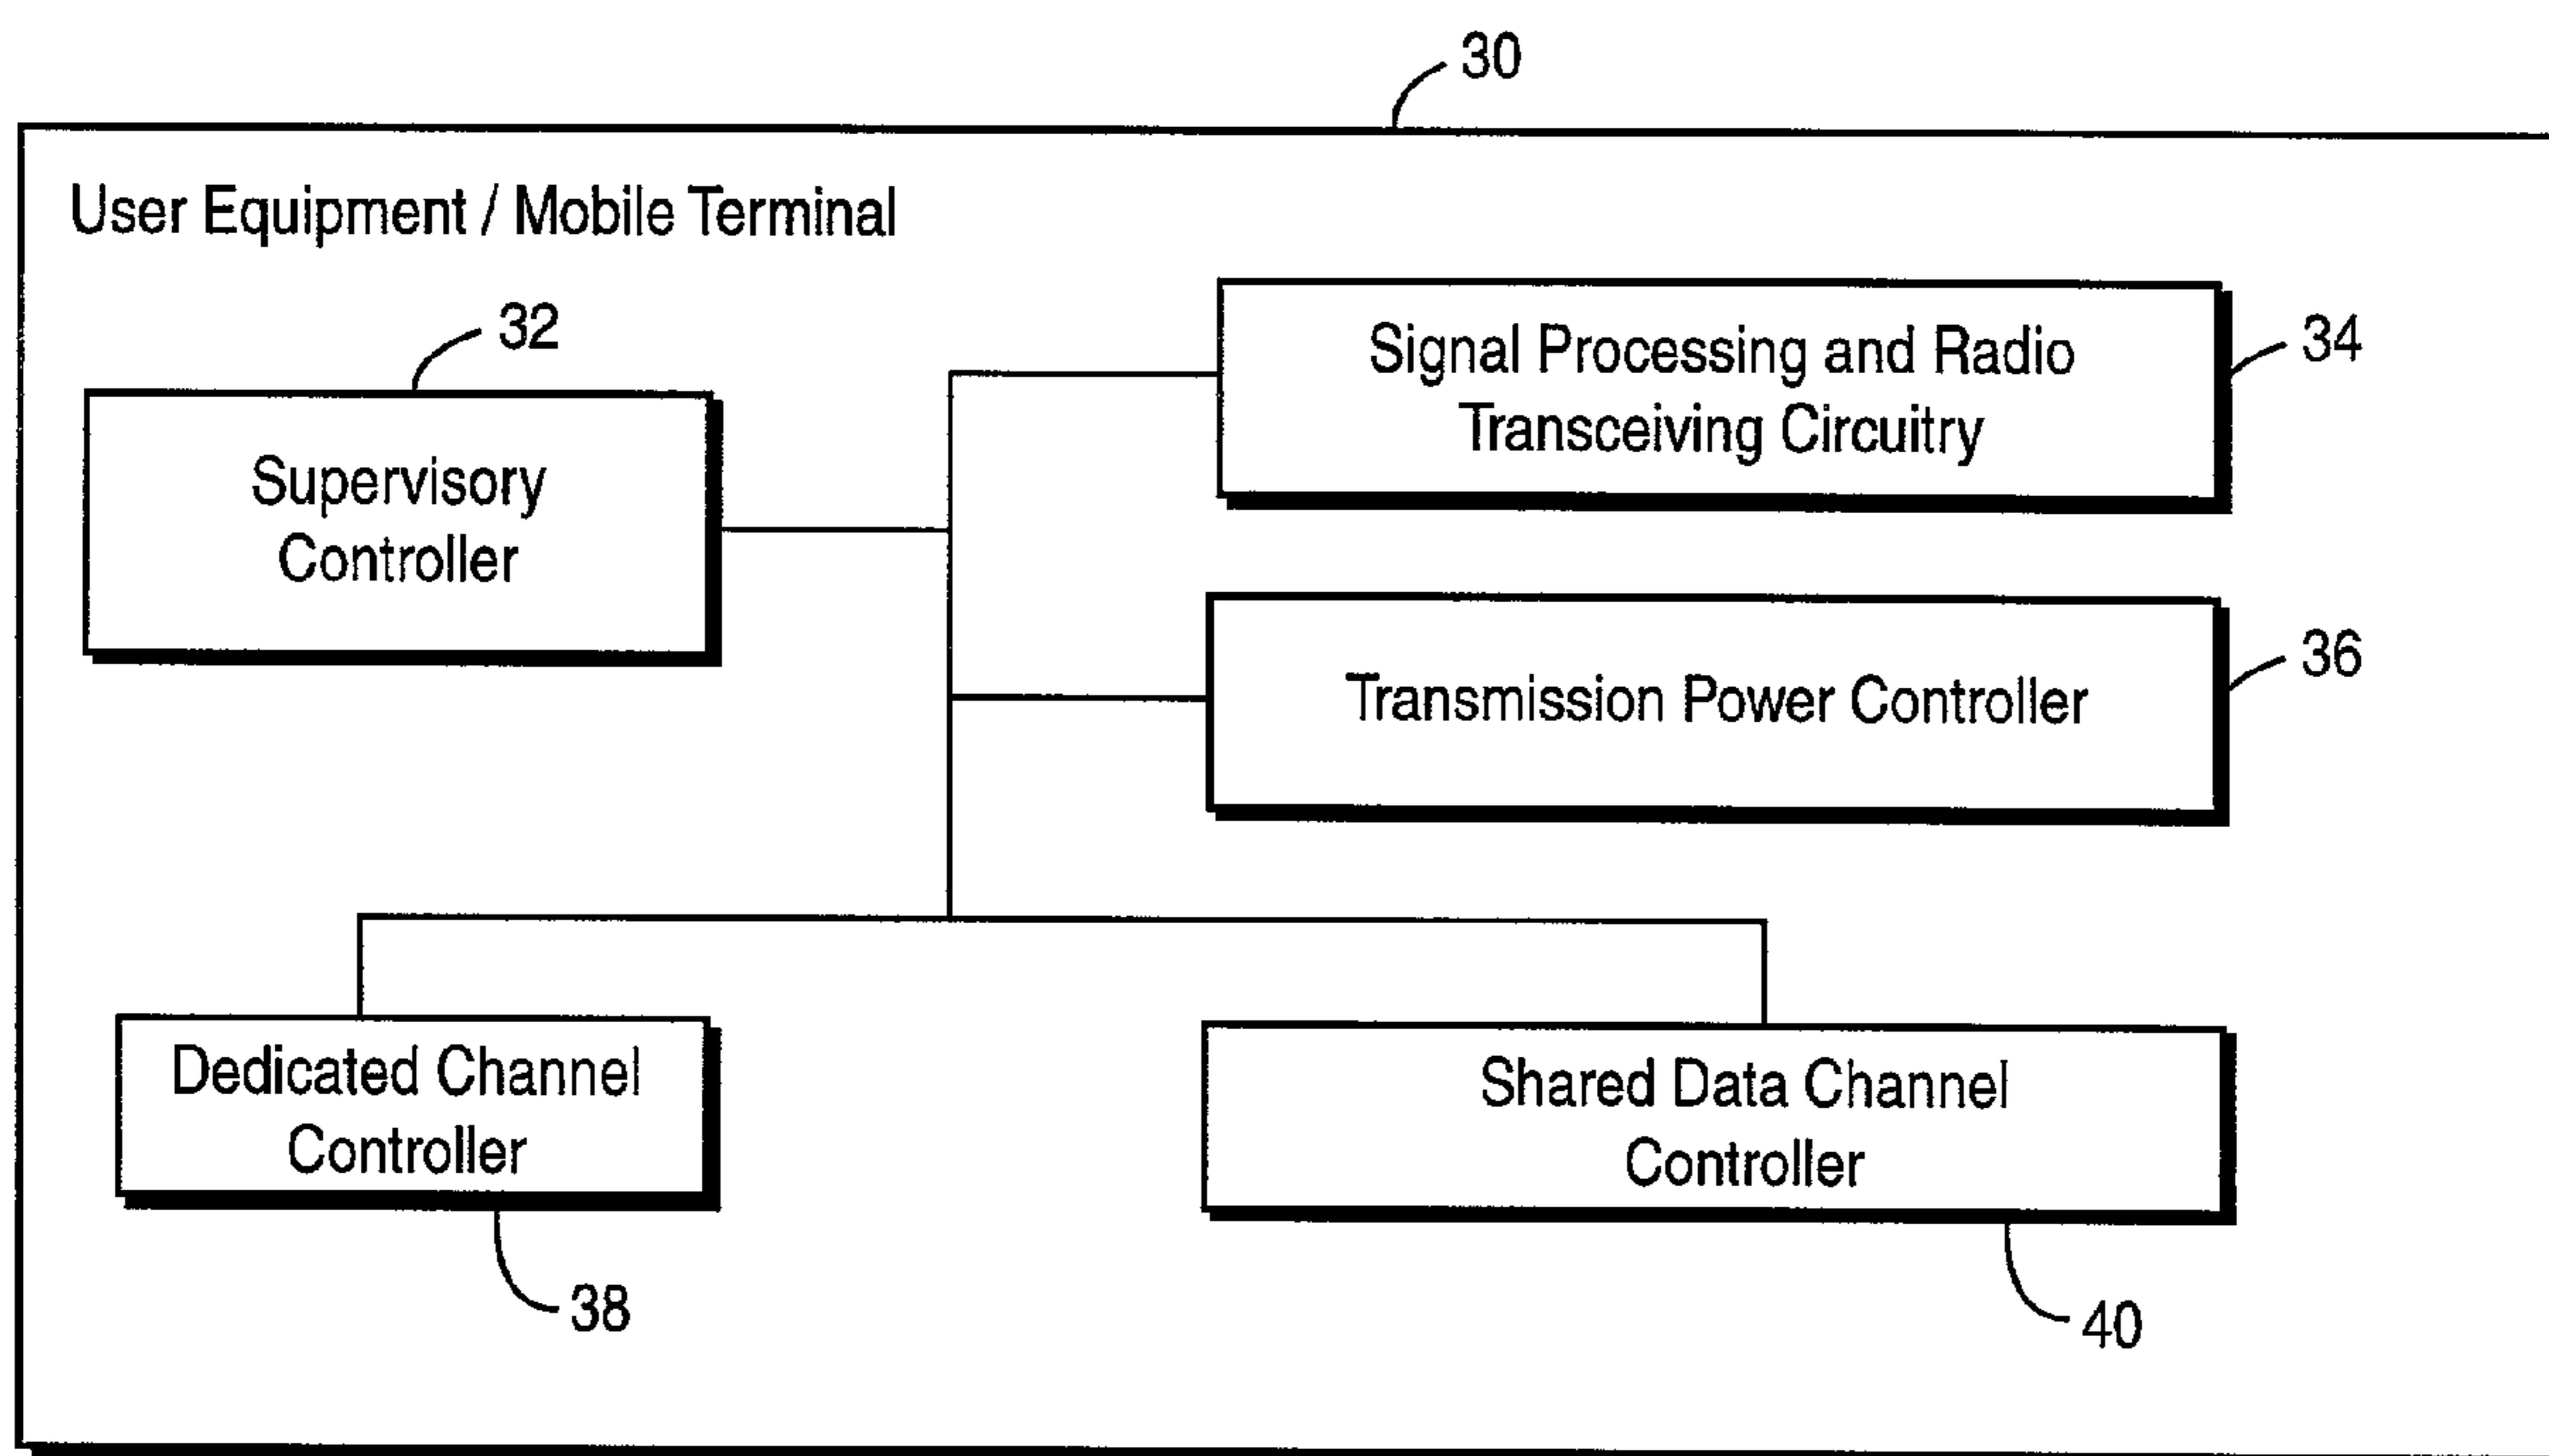 30
User Equipment / Mobile Terminal
32
Supervisory
Controller
Signal Processing and Radio
Transceiving Circuitry
34
Transmission Power Controller
36
Dedicated Channel
Controller
38
Shared Data Channel
Controller
40